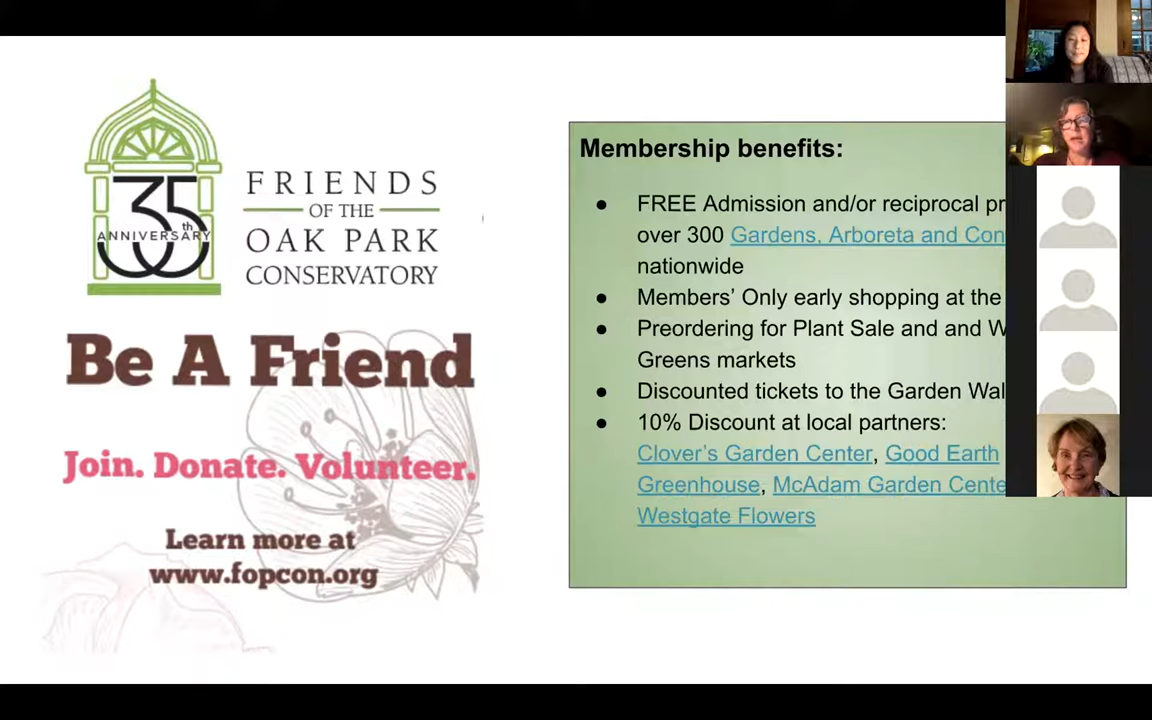 35
th
ANNIVERSARY
FRIENDS
OF THE
OAK PARK
CONSERVATORY
Be A Friend
Join. Donate. Volunteer.
Learn more at
www.fopcon.org
Membership benefits:
● FREE Admission and/or reciprocal
over 300 Gardens, Arboreta and
nationwide
● Members’ Only early shopping at the
● Preordering for Plant Sale and and
Greens markets
● Discounted tickets to the Garden
● 10% Discount at local partners:
Clover’s Garden Center, Good Earth
Greenhouse, McAdam Garden
Westgate Flowers